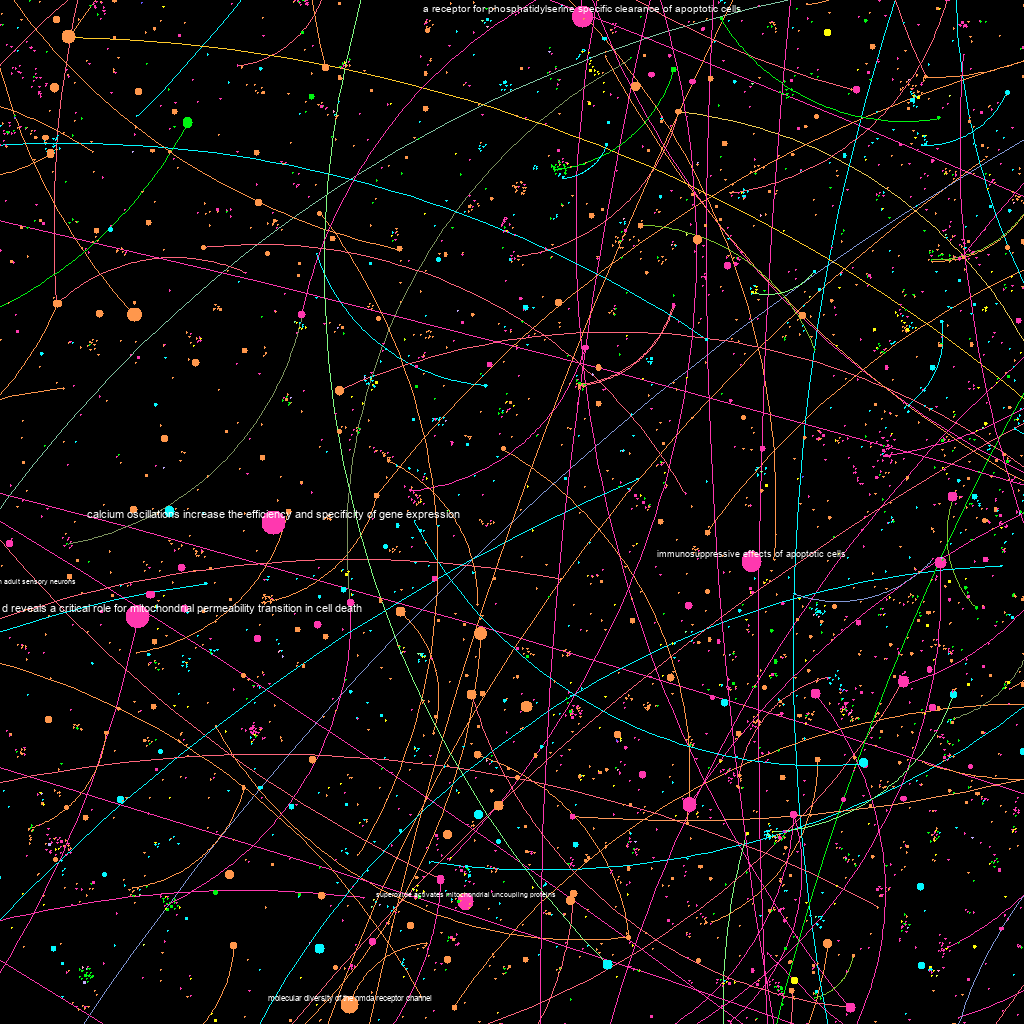 a receptor for phosphatidylserine specific clearance of apoptotic cells
calcium oscillations increase the efficiency and specificity of gene expression
immunosuppressive effects of apoptotic cells
adult sensory neurons
d reveals a critical role for mitochondrial permeability transition in cell death
superoxide activates mitochondrial uncoupling proteins
molecular diversity of the nmda receptor channel